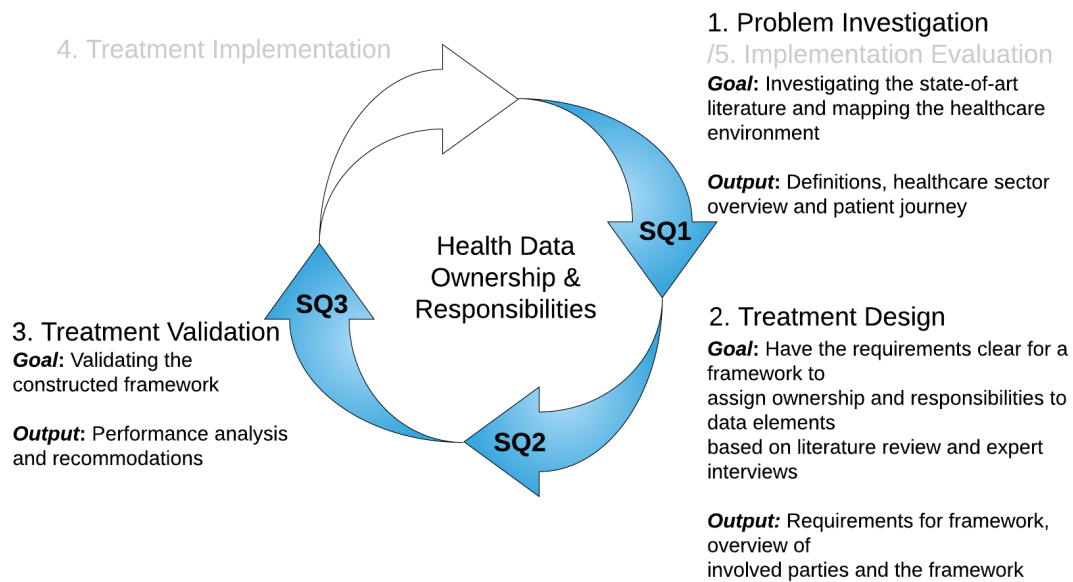 4. Treatment Implementation
1. Problem Investigation
/5. Implementation Evaluation
Goal: Investigating the state-of-art
literature and mapping the healthcare
environment
Output: Definitions, healthcare sector
overview and patient journey
SQ1
Health Data
Ownership &
Responsibilities
SQ3
3. Treatment Validation
Goal: Validating the
constructed framework
Output: Performance analysis
and recommodations
SQ2
2. Treatment Design
Goal: Have the requirements clear for a
framework to
assign ownership and responsibilities to
data elements
based on literature review and expert
interviews
Output: Requirements for framework,
overview of
involved parties and the framework